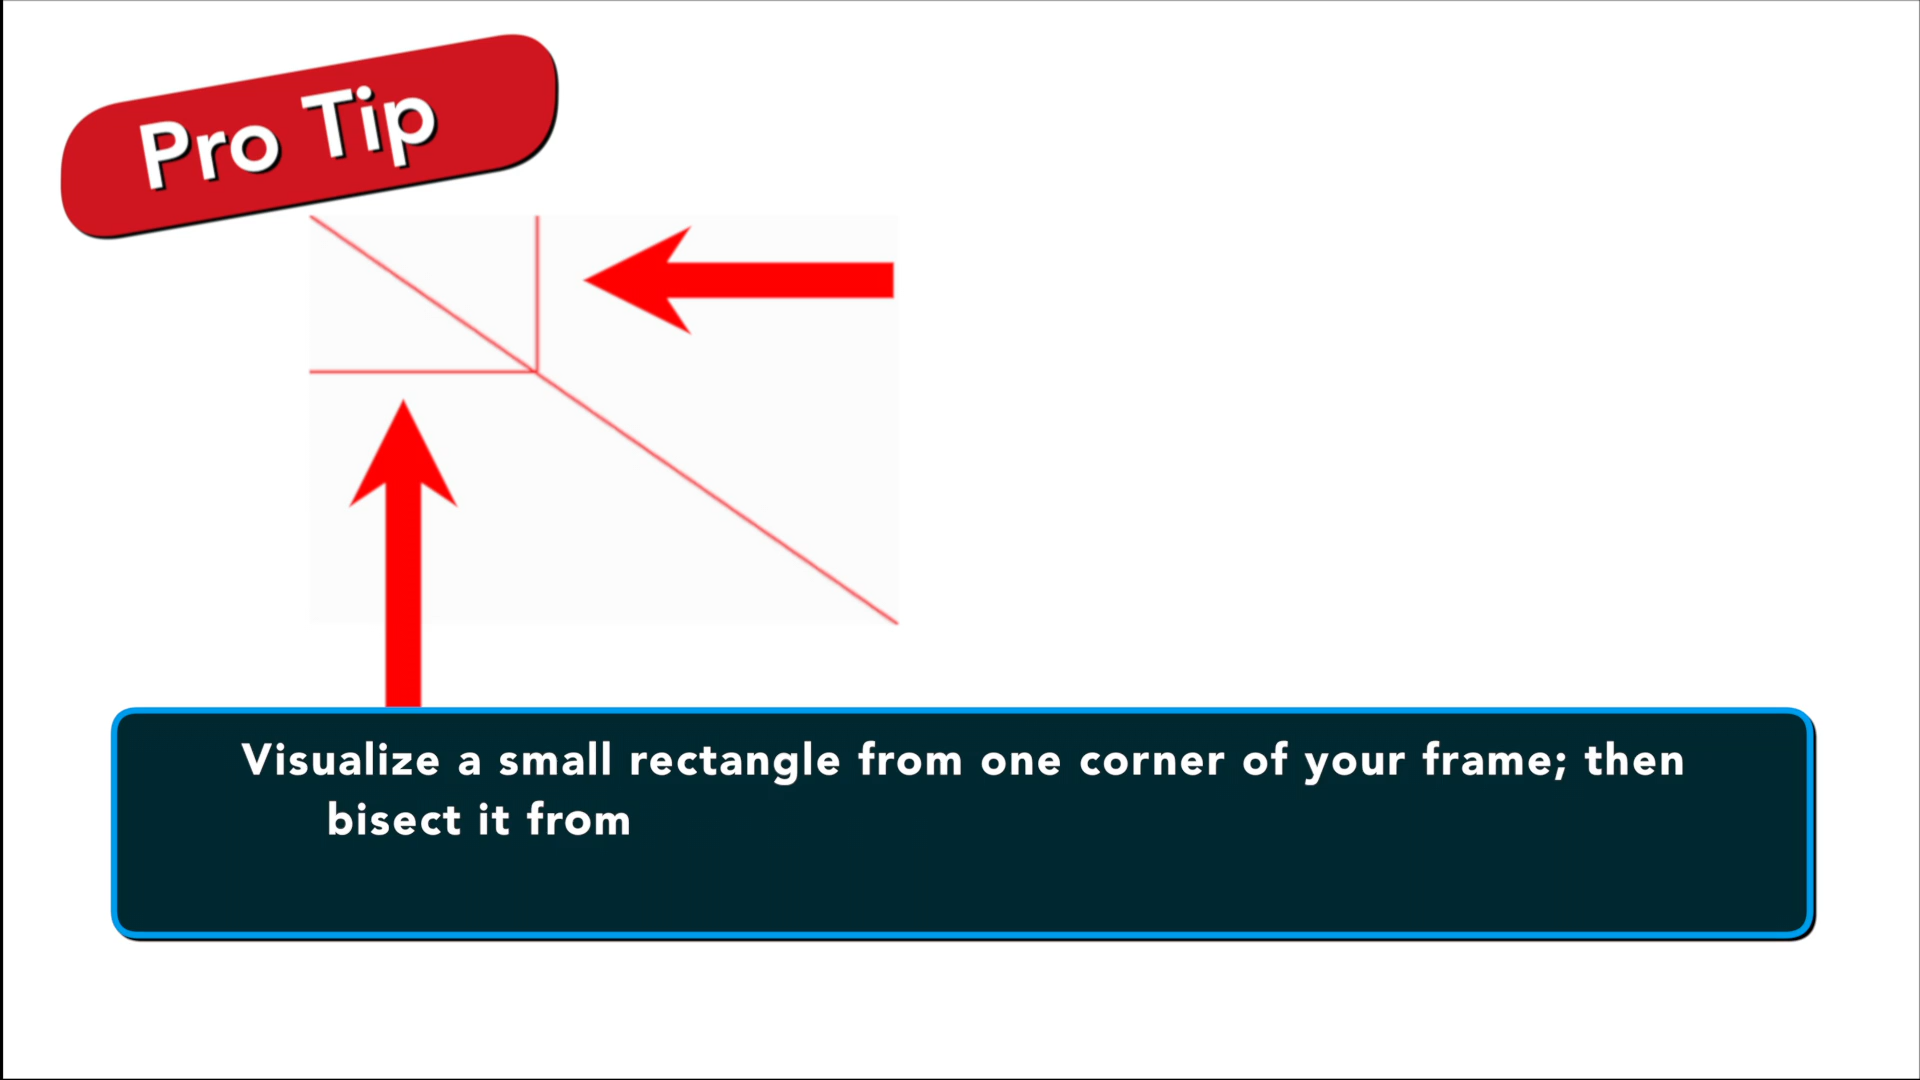 Pro Tip
Visualize a small rectangle from one corner of your frame; then
bisect it from